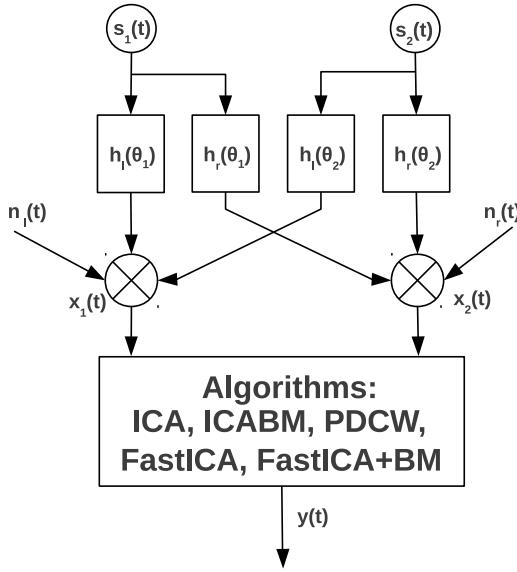 s₁(t) s₂(t)
hₗ(θ₁) hᵣ(θ₁) hₗ(θ₂) hᵣ(θ₂)
nₗ(t) nᵣ(t)
x₁(t) x₂(t)
Algorithms:
ICA, ICABM, PDCW,
FastICA, FastICA+BM
y(t)